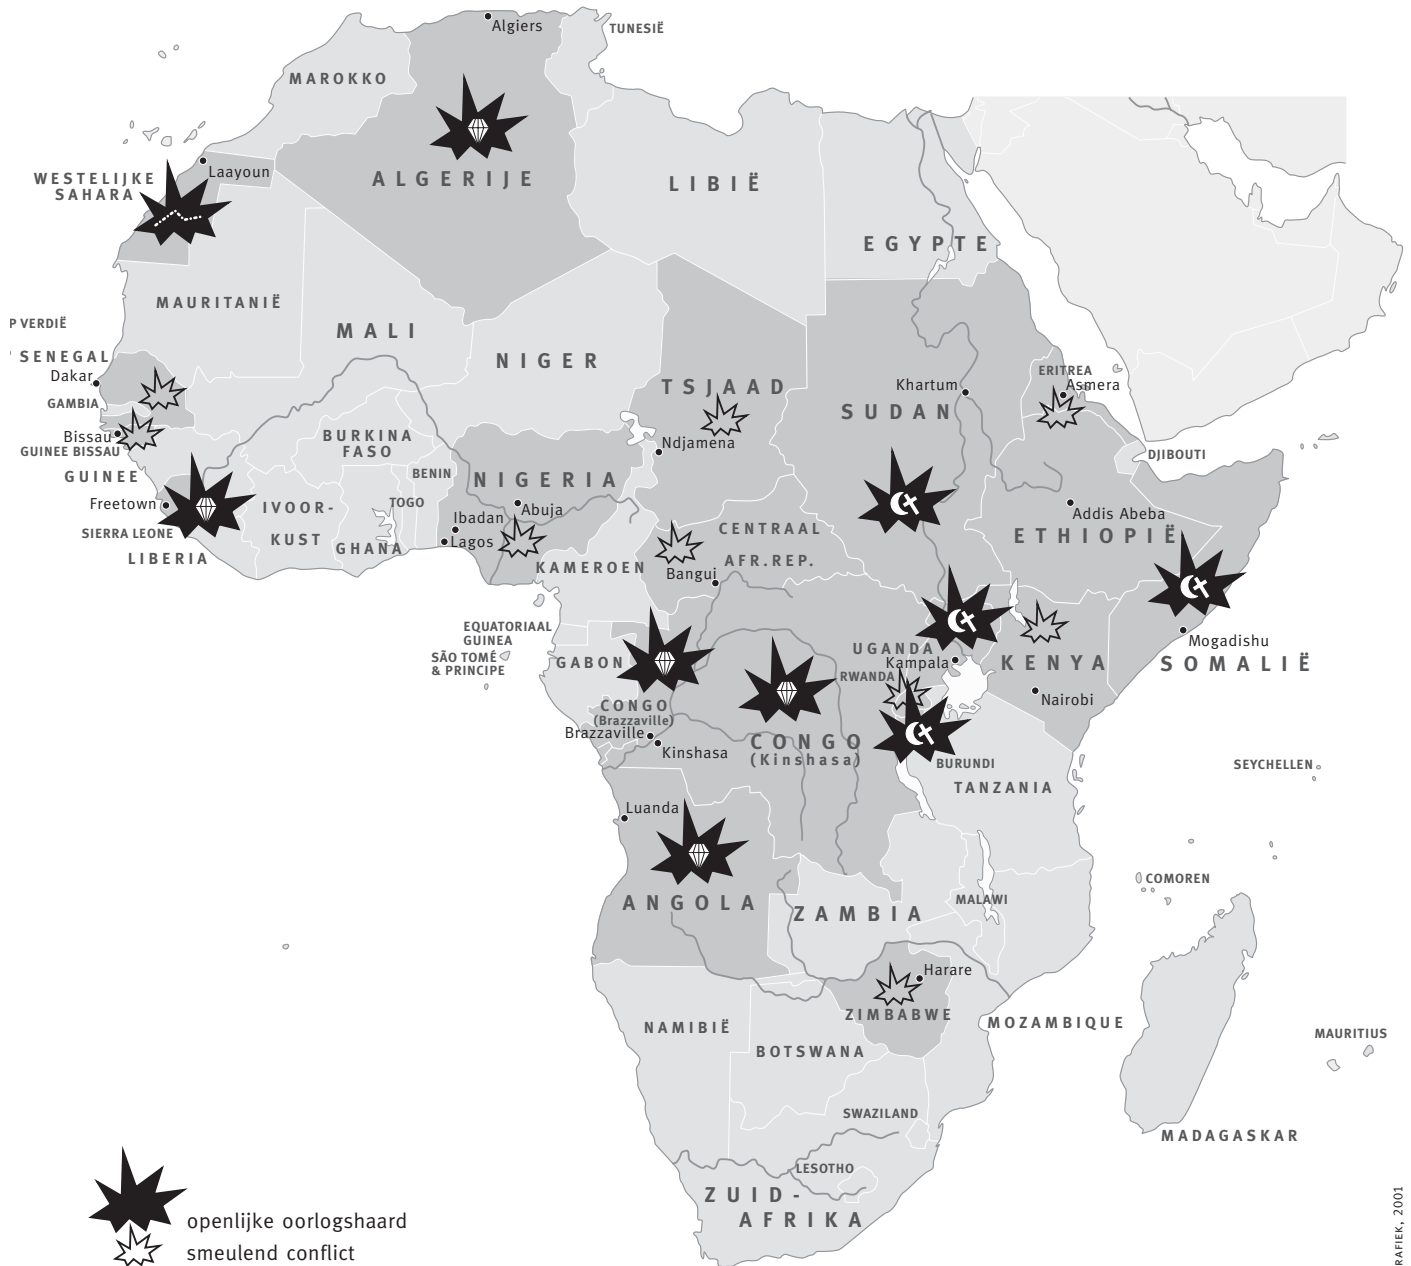 Algiers
TUNESIË
MAROKKO
WESTELIJKE
SAHARA
Laayoun
ALGERIJE
LIBIË
EGYPTE
MAURITANIË
P VERDIË
MALI
NIGER
SENEGAL
Dakar
GAMBIA
Bissau
GUINEE BISSAU
GUINEE
Freetown
SIERRA LEONE
LIBERIA
BURKINA
FASO
IVOOR-
KUST
GHANA
TOGO
BENIN
NIGERIA
Abuja
Ibadan
Lagos
TSJAAD
Ndjamena
Khartum
SUDAN
ERITREA
Asmera
DJIBOUTI
Addis Abeba
ETHIOPIË
CENTRAAL
AFR.REP.
Bangui
KAMEROEN
EQUATORIAAL
GUINEA
SÃO TOMÉ
& PRINCIPE
GABON
CONGO
(Brazzaville)
Brazzaville
Kinshasa
CONGO
(Kinshasa)
UGANDA
Kampala
RWANDA
KENYA
Nairobi
Mogadishu
SOMALIË
BURUNDI
TANZANIA
SEYCHELLEN
Luanda
ANGOLA
ZAMBIA
MALAWI
COMOREN
Harare
ZIMBABWE
MOZAMBIQUE
NAMIBIË
BOTSWANA
MAURITIUS
SWAZILAND
MADAGASKAR
LESOTHO
ZUID-
AFRIKA
openlijke oorlogshaard
smeulend conflict
RAFIEK, 2001